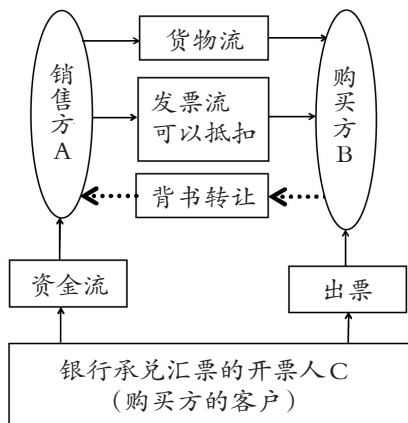 货物流
销售方A
购买方B
发票流
可以抵扣
背书转让
资金流
出票
银行承兑汇票的开票人C
（购买方的客户）